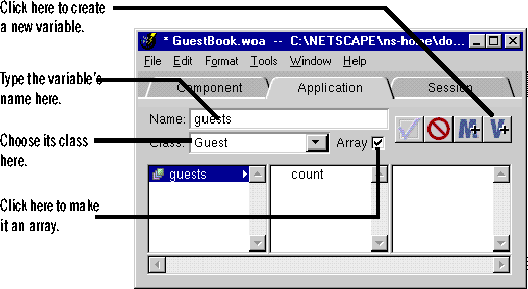 Click here to create
a new variable.
* GuestBook.woa -- C:\NETSCAPE\ns-home\do...
File Edit Format Tools Window Help
Type the variable's
name here.
Component Application Session
Name: guests
M+ V+
Choose its class
here.
Class: Guest Array
guests count
Click here to make
it an array.